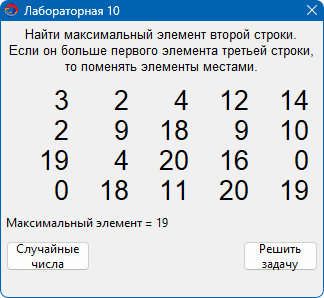 Лабораторная 10
Найти максимальный элемент второй строки.
Если он больше первого элемента третьей строки,
то поменять элементы местами.
3 2 4 12 14
2 9 18 9 10
19 4 20 16 0
0 18 11 20 19
Максимальный элемент = 19
Случайные
числа
Решить
задачу